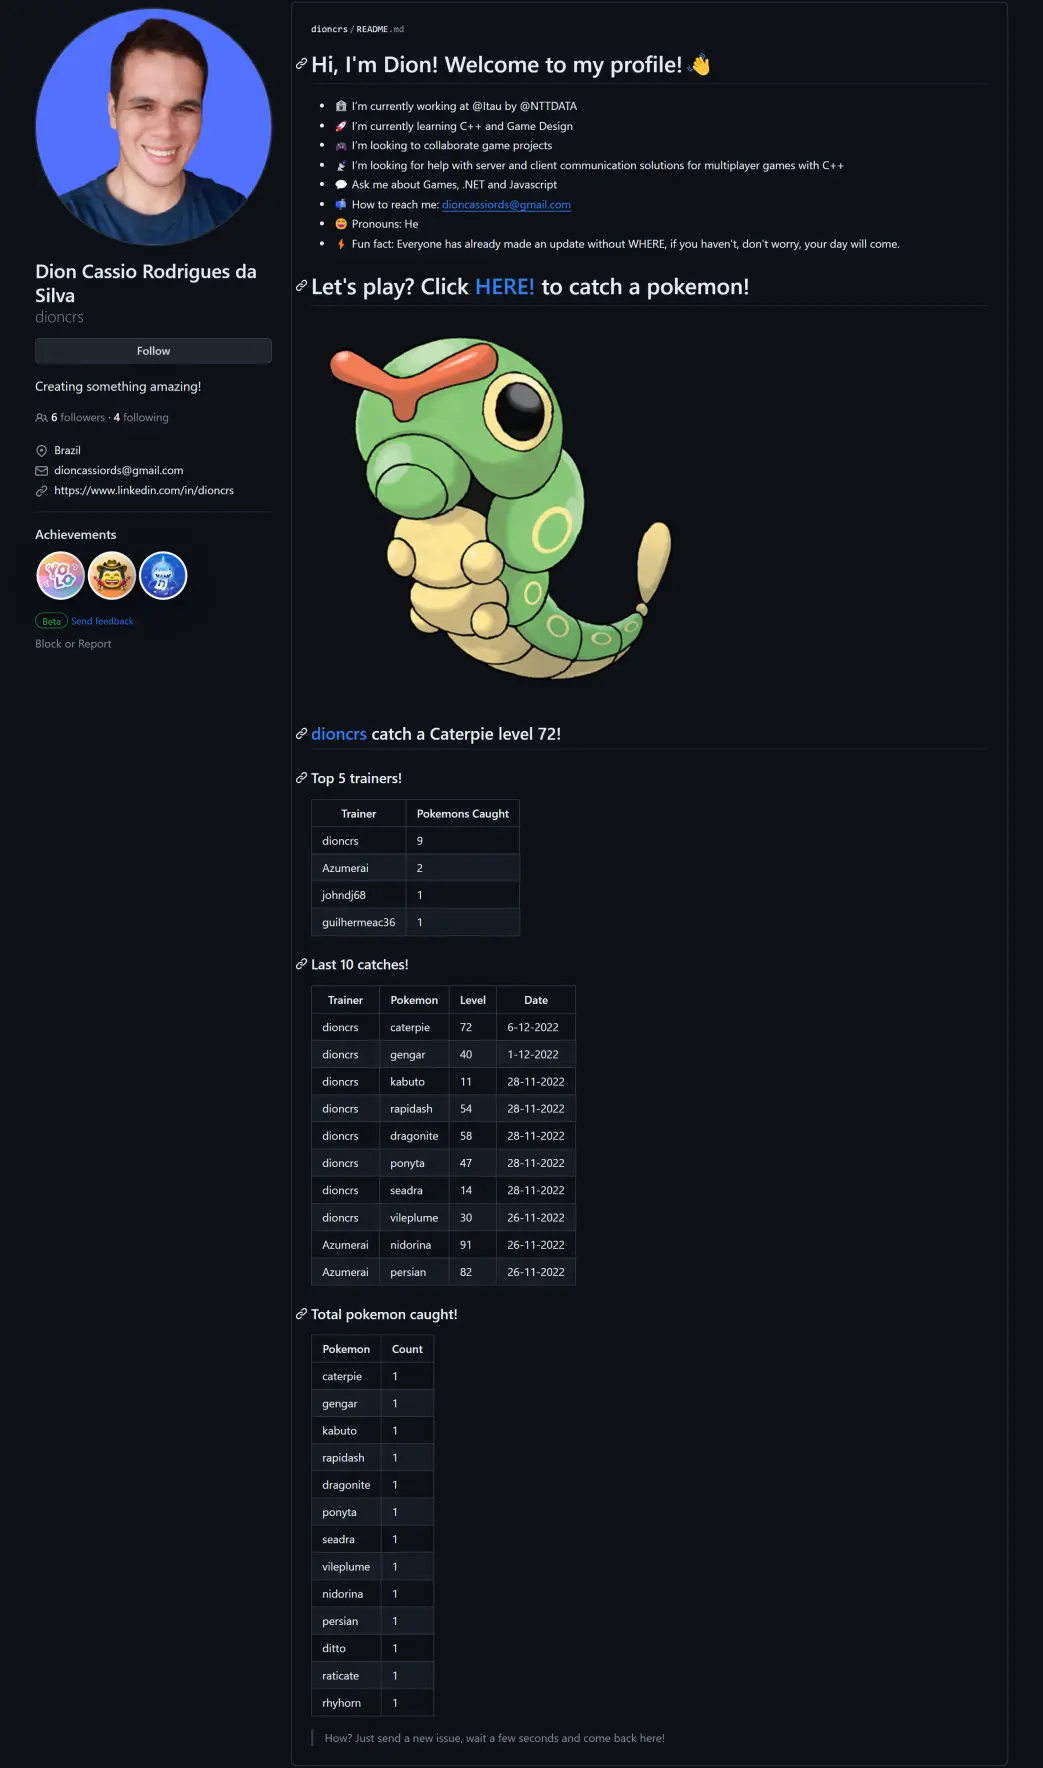 Dion Cassio Rodrigues da
Silva
dioncrs
Follow
Creating something amazing!
6 followers · 4 following
Brazil
dioncassiords@gmail.com
https://www.linkedin.com/in/dioncrs
Achievements
YOLO
Beta Send feedback
Block or Report
dioncrs / README.md
Hi, I'm Dion! Welcome to my profile! 👋
• 🏦 I'm currently working at @Itau by @NTTDATA
• 🚀 I'm currently learning C++ and Game Design
• 🎮 I'm looking to collaborate game projects
• 📡 I'm looking for help with server and client communication solutions for multiplayer games with C++
• 💬 Ask me about Games, .NET and Javascript
• 📫 How to reach me: dioncassiords@gmail.com
• 😄 Pronouns: He
• ⚡ Fun fact: Everyone has already made an update without WHERE, if you haven't, don't worry, your day will come.
Let's play? Click HERE! to catch a pokemon!
dioncrs catch a Caterpie level 72!
Top 5 trainers!
Trainer Pokemons Caught
dioncrs 9
Azumerai 2
johndj68 1
guilhermeac36 1
Last 10 catches!
Trainer Pokemon Level Date
dioncrs caterpie 72 6-12-2022
dioncrs gengar 40 1-12-2022
dioncrs kabuto 11 28-11-2022
dioncrs rapidash 54 28-11-2022
dioncrs dragonite 58 28-11-2022
dioncrs ponyta 47 28-11-2022
dioncrs seadra 14 28-11-2022
dioncrs vileplume 30 26-11-2022
Azumerai nidorina 91 26-11-2022
Azumerai persian 82 26-11-2022
Total pokemon caught!
Pokemon Count
caterpie 1
gengar 1
kabuto 1
rapidash 1
dragonite 1
ponyta 1
seadra 1
vileplume 1
nidorina 1
persian 1
ditto 1
raticate 1
rhyhorn 1
How? Just send a new issue, wait a few seconds and come back here!